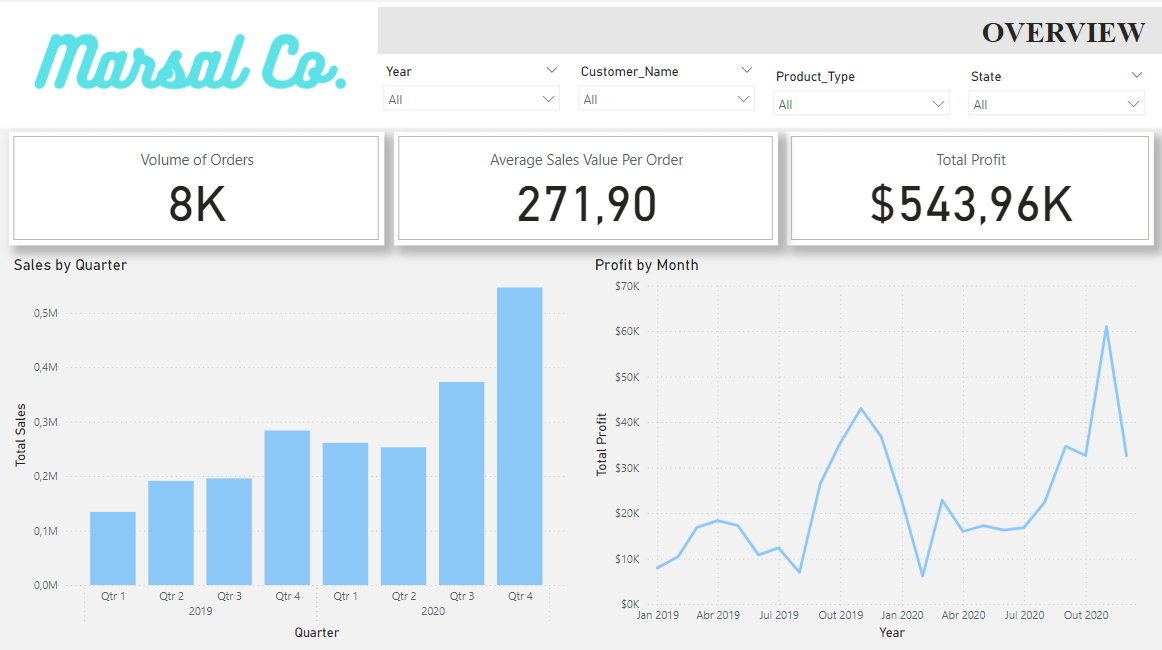 Marsal Co.
OVERVIEW
Year
All
Customer_Name
All
Product_Type
All
State
All
Volume of Orders
8K
Average Sales Value Per Order
271,90
Total Profit
$543,96K
Sales by Quarter
Total Sales
0,5M
0,4M
0,3M
0,2M
0,1M
0,0M
Qtr 1 Qtr 2 Qtr 3 Qtr 4 Qtr 1 Qtr 2 Qtr 3 Qtr 4
2019 2020
Quarter
Profit by Month
Total Profit
$70K
$60K
$50K
$40K
$30K
$20K
$10K
$0K
Jan 2019 Apr 2019 Jul 2019 Out 2019 Jan 2020 Apr 2020 Jul 2020 Out 2020
Year